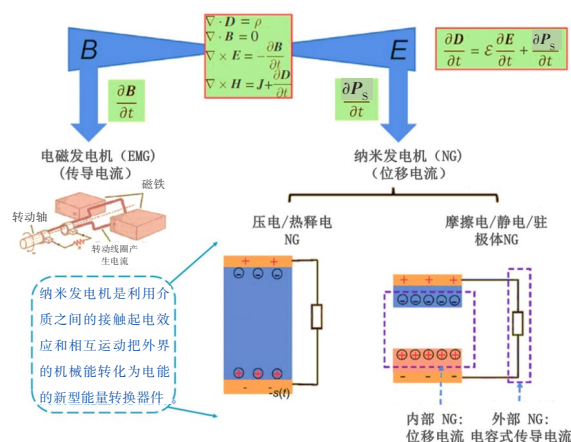 ∇·D = ρ
∇·B = 0
∇×E = -∂B/∂t
∇×H = J+∂D/∂t
B
E
∂D/∂t = ε ∂E/∂t + ∂P_S/∂t
∂B/∂t
∂P_S/∂t
电磁发电机（EMG)
(传导电流）
纳米发电机（NG）
（位移电流）
磁铁
转动轴
转动线圈产
生电流
压电/热释电
NG
摩擦电/静电/驻
极体NG
纳米发电机是利用介
质之间的接触起电效
应和相互运动把外界
的机械能转化为电能
的新型能量转换器件
+ + +
- - -s(t)
+ + +
- - -
内部 NG:
位移电流
外部 NG:
电容式传导电流